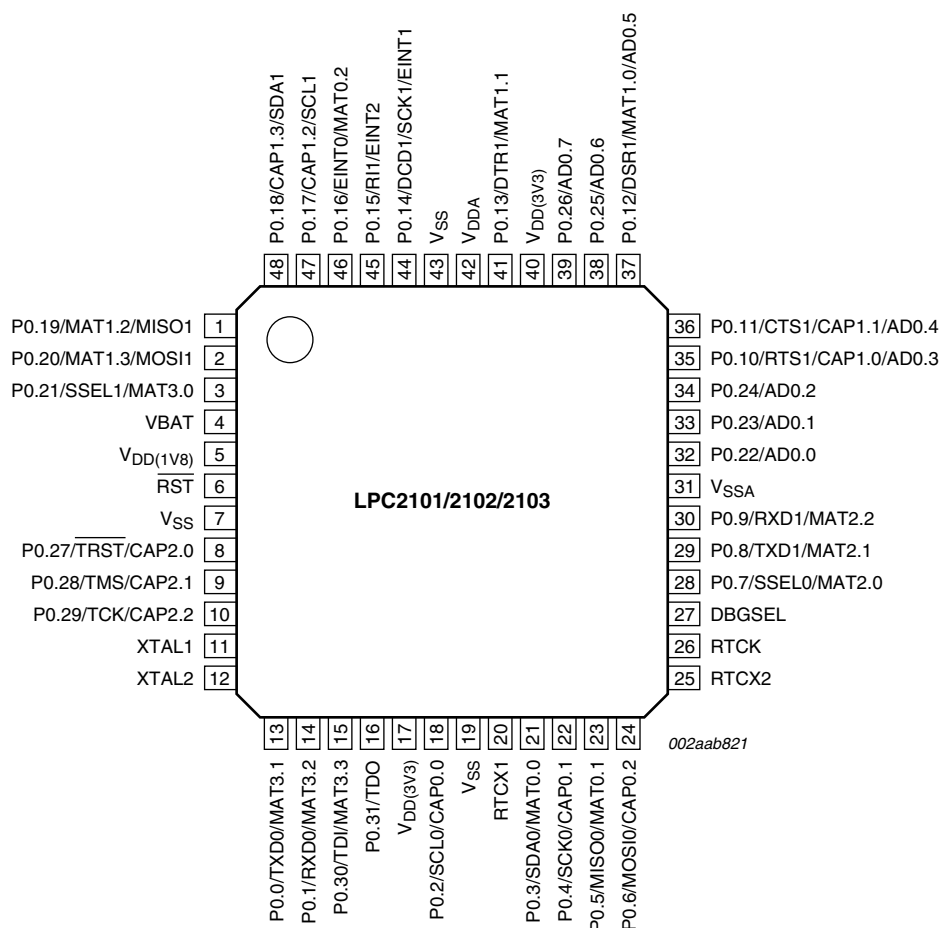 P0.18/CAP1.3/SDA1
P0.17/CAP1.2/SCL1
P0.16/EINT0/MAT0.2
P0.15/RI1/EINT2
P0.14/DCD1/SCK1/EINT1
VSS
VDDA
P0.13/DTR1/MAT1.1
VDD(3V3)
P0.26/AD0.7
P0.25/AD0.6
P0.12/DSR1/MAT1.0/AD0.5
48
47
46
45
44
43
42
41
40
39
38
37
P0.19/MAT1.2/MISO1 1
P0.20/MAT1.3/MOSI1 2
P0.21/SSEL1/MAT3.0 3
VBAT 4
VDD(1V8) 5
RST 6
VSS 7
P0.27/TRST/CAP2.0 8
P0.28/TMS/CAP2.1 9
P0.29/TCK/CAP2.2 10
XTAL1 11
XTAL2 12
LPC2101/2102/2103
36 P0.11/CTS1/CAP1.1/AD0.4
35 P0.10/RTS1/CAP1.0/AD0.3
34 P0.24/AD0.2
33 P0.23/AD0.1
32 P0.22/AD0.0
31 VSSA
30 P0.9/RXD1/MAT2.2
29 P0.8/TXD1/MAT2.1
28 P0.7/SSEL0/MAT2.0
27 DBGSEL
26 RTCK
25 RTCX2
13
14
15
16
17
18
19
20
21
22
23
24
002aab821
P0.0/TXD0/MAT3.1
P0.1/RXD0/MAT3.2
P0.30/TDI/MAT3.3
P0.31/TDO
VDD(3V3)
P0.2/SCL0/CAP0.0
VSS
RTCX1
P0.3/SDA0/MAT0.0
P0.4/SCK0/CAP0.1
P0.5/MISO0/MAT0.1
P0.6/MOSI0/CAP0.2